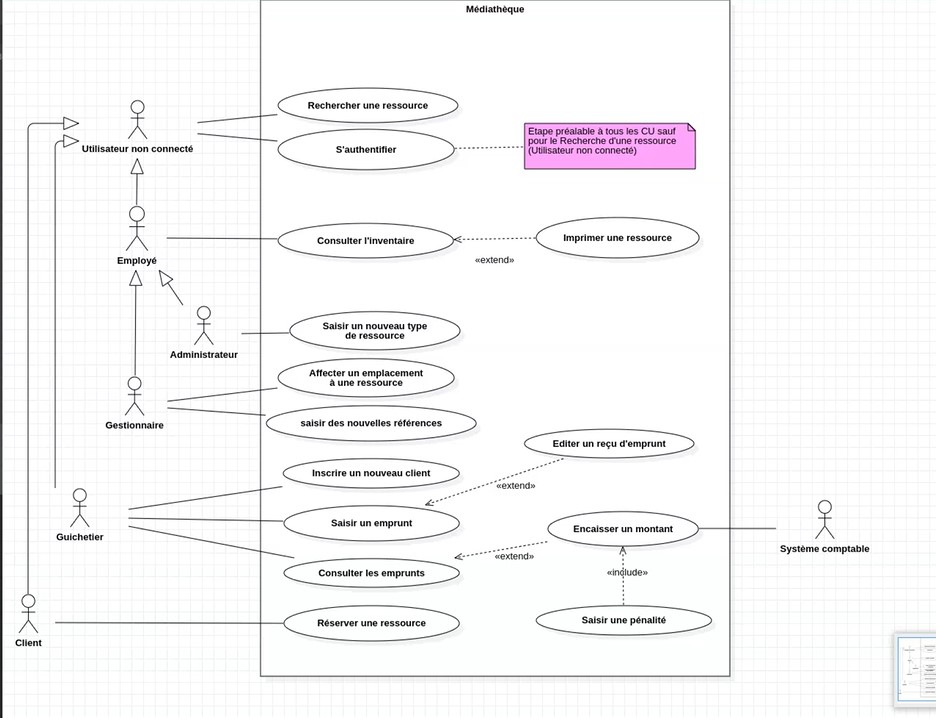 Médiathèque
Rechercher une ressource
Utilisateur non connecté
S'authentifier
Etape préalable à tous les CU sauf
pour le Recherche d'une ressource
(Utilisateur non connecté)
Employé
Consulter l'inventaire
Imprimer une ressource
«extend»
Administrateur
Saisir un nouveau type
de ressource
Affecter un emplacement
à une ressource
Gestionnaire
saisir des nouvelles références
Editer un reçu d'emprunt
Inscrire un nouveau client
«extend»
Guichetier
Saisir un emprunt
Encaisser un montant
Système comptable
«extend»
Consulter les emprunts
«include»
Client
Réserver une ressource
Saisir une pénalité